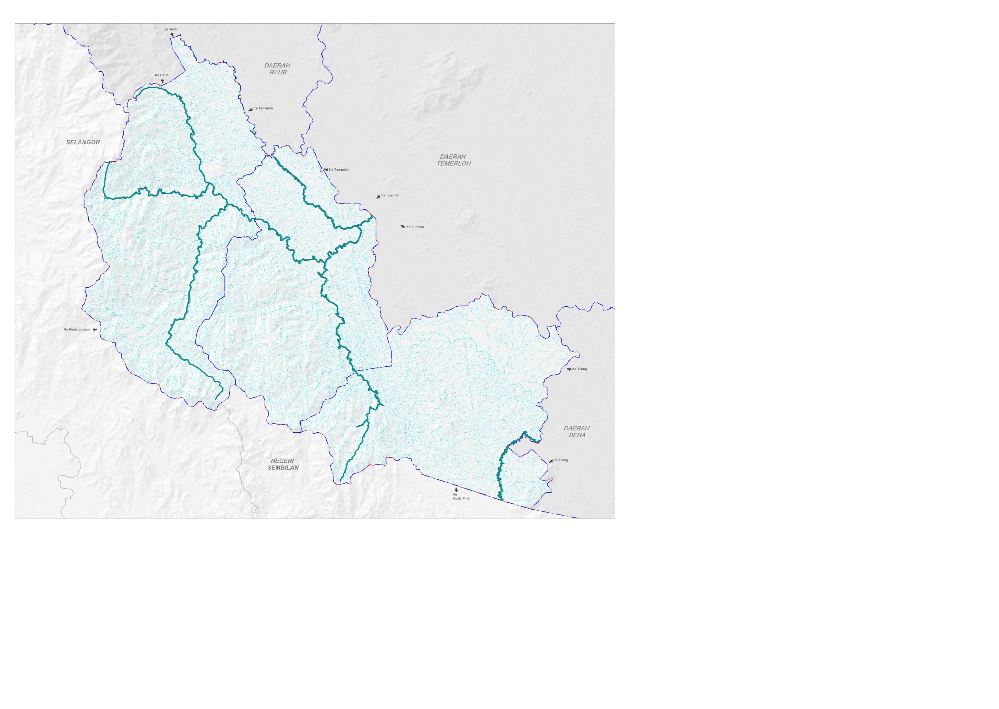 Ke Raub
DAERAH
RAUB
Ke Raub
Ke Temerloh
SELANGOR
DAERAH
TEMERLOH
Ke Temerloh
Ke Kuantan
Ke Kuantan
Ke Kuala Lumpur
Ke Triang
DAERAH
BERA
NEGERI
SEMBILAN
Ke Triang
Ke
Kuala Pilah